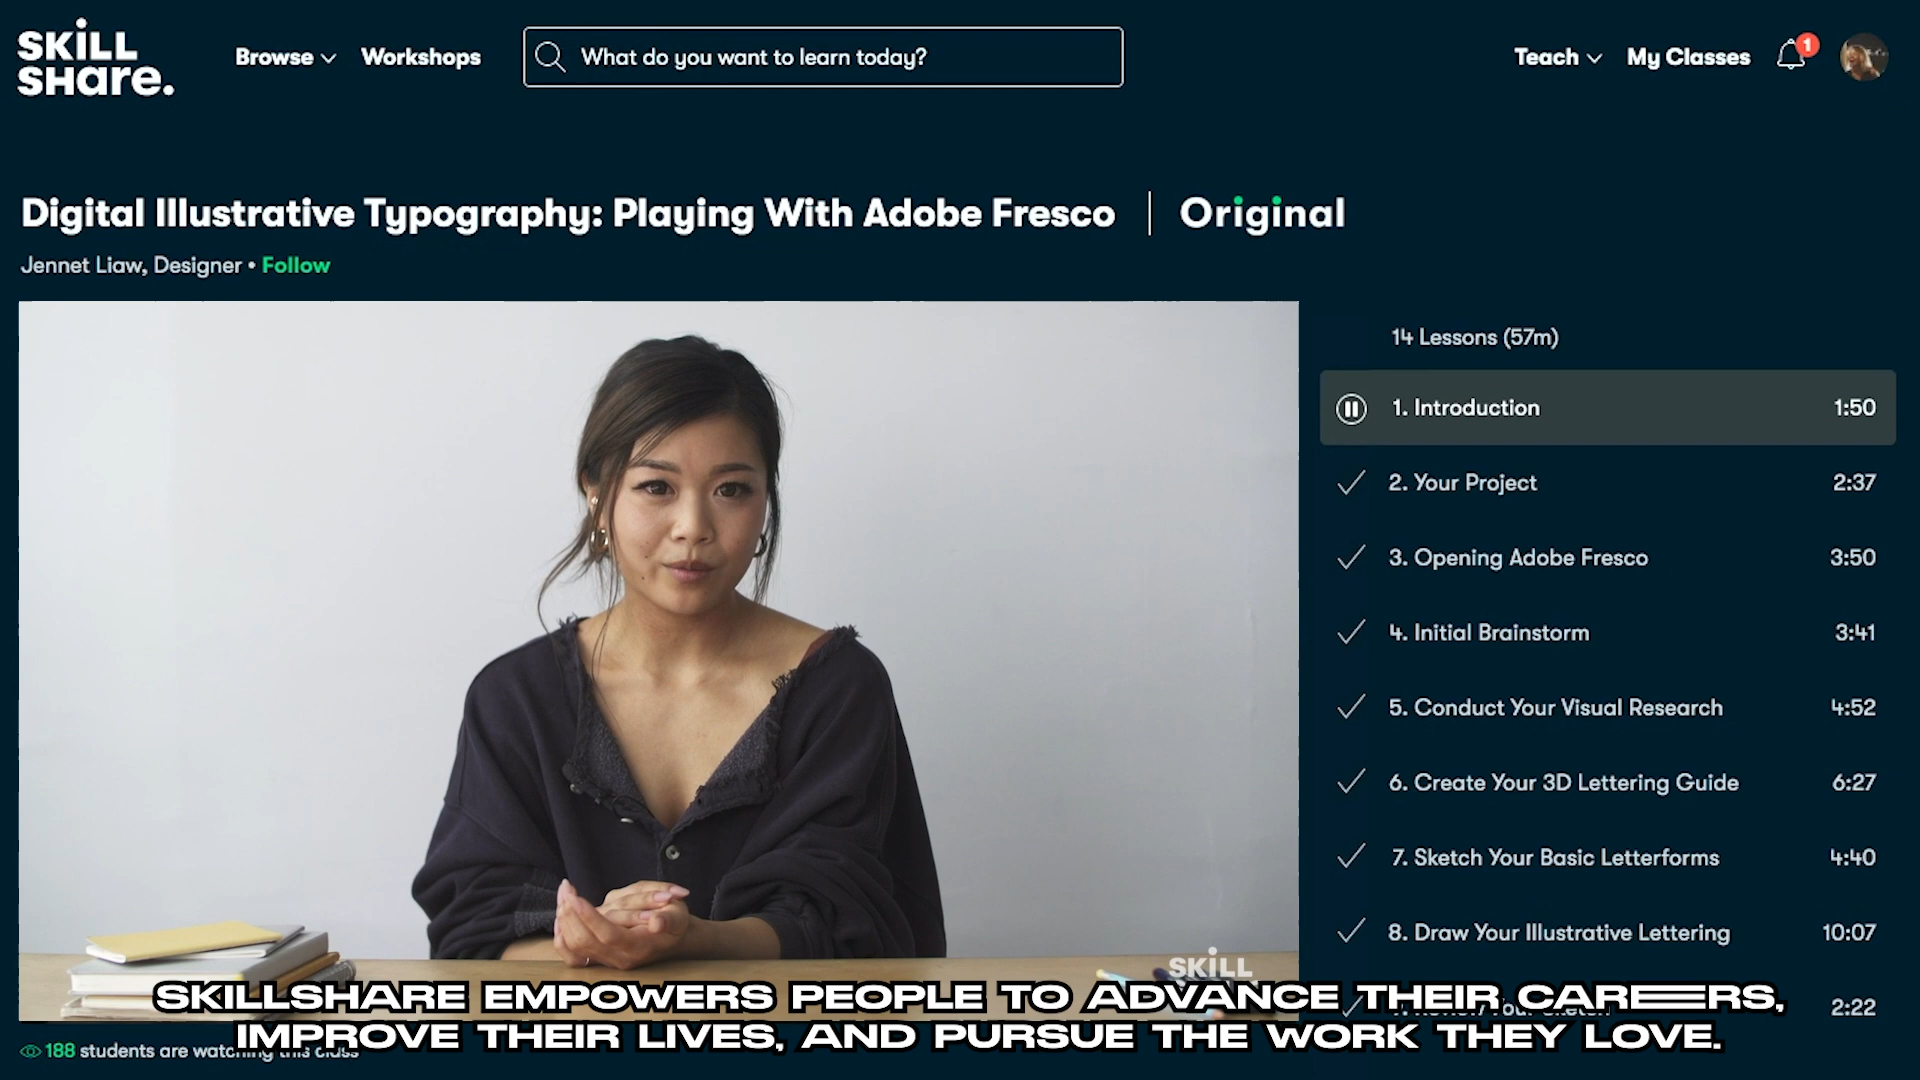 SKILL
SHare.
Browse
Workshops
What do you want to learn today?
Teach
My Classes
1
Digital Illustrative Typography: Playing With Adobe Fresco
Original
Jennet Liaw, Designer • Follow
14 Lessons (57m)
1. Introduction 1:50
2. Your Project 2:37
3. Opening Adobe Fresco 3:50
4. Initial Brainstorm 3:41
5. Conduct Your Visual Research 4:52
6. Create Your 3D Lettering Guide 6:27
7. Sketch Your Basic Letterforms 4:40
8. Draw Your Illustrative Lettering 10:07
SKILL
2:22
SKILLSHARE EMPOWERS PEOPLE TO ADVANCE THEIR CAREERS,
IMPROVE THEIR LIVES, AND PURSUE THE WORK THEY LOVE.
188 students are watching this class